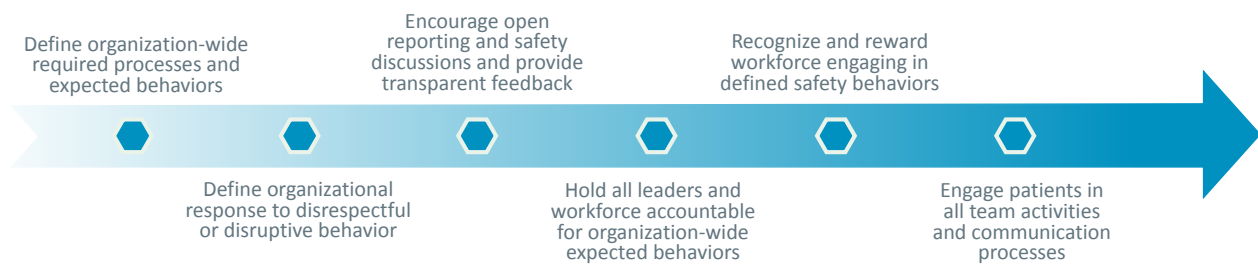 Define organization-wide
required processes and
expected behaviors
Define organizational
response to disrespectful
or disruptive behavior
Encourage open
reporting and safety
discussions and provide
transparent feedback
Hold all leaders and
workforce accountable
for organization-wide
expected behaviors
Recognize and reward
workforce engaging in
defined safety behaviors
Engage patients in
all team activities
and communication
processes